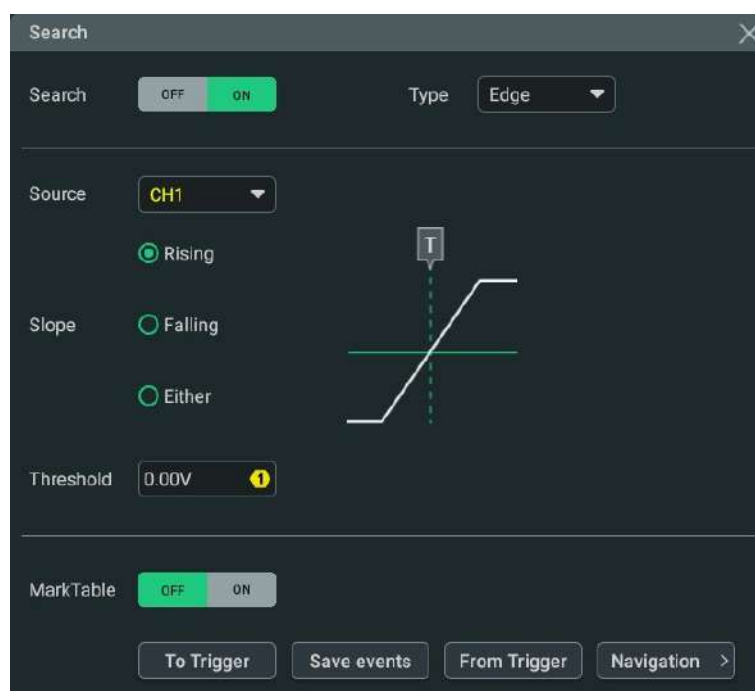 Search
Search OFF ON Type Edge
Source CH1
Rising
T
Slope Falling
Either
Threshold 0.00V 1
MarkTable OFF ON
To Trigger Save events From Trigger Navigation >